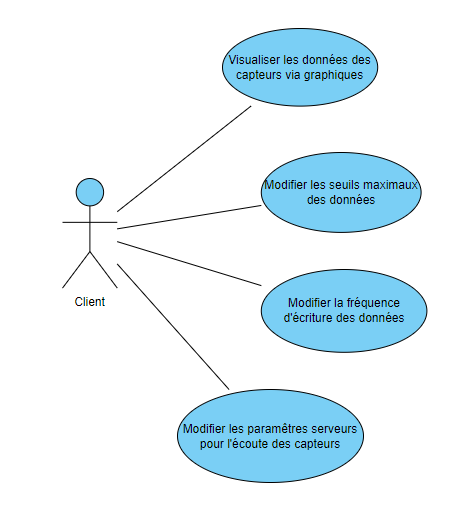 Visualiser les données des
capteurs via graphiques
Modifier les seuils maximaux
des données
Client
Modifier la fréquence
d'écriture des données
Modifier les paramêtres serveurs
pour l'écoute des capteurs